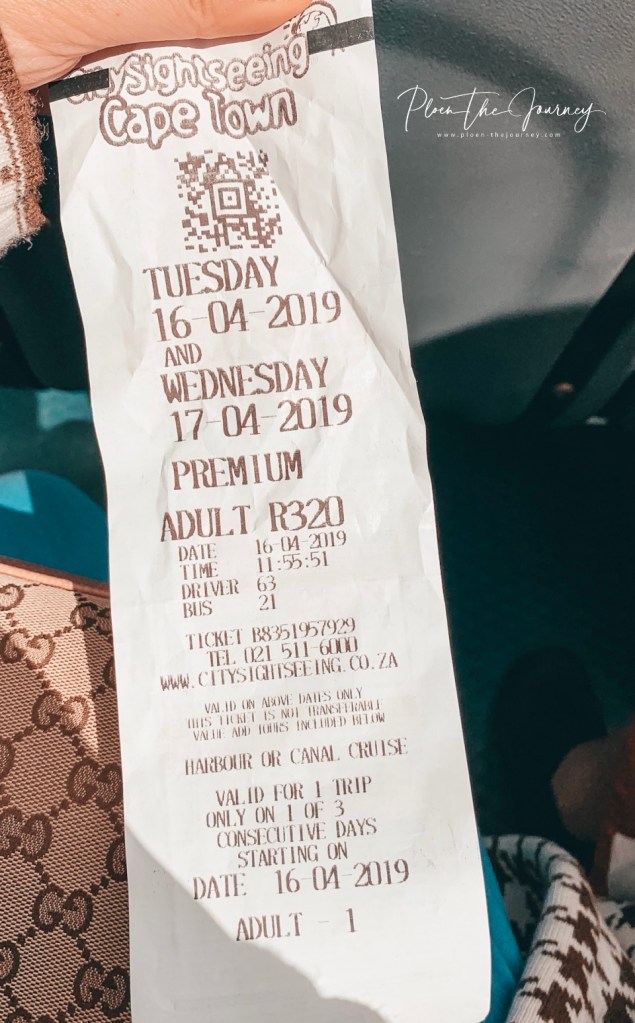 CitySightseeing
Cape Town
Ploen The Journey
www.ploen-thejourney.com
TUESDAY
16-04-2019
AND
WEDNESDAY
17-04-2019
PREMIUM
ADULT R320
DATE 16-04-2019
TIME 11:55:51
DRIVER 63
BUS 21
TICKET B8351957929
TEL 021 511-6000
WWW.CITYSIGHTSEEING.CO.ZA
VALID ON ABOVE DATES ONLY
THIS TICKET IS NOT TRANSFERABLE
VALUE ADD TOURS INCLUDED BELOW
HARBOUR OR CANAL CRUISE
VALID FOR 1 TRIP
ONLY ON 1 OF 3
CONSECUTIVE DAYS
STARTING ON
DATE 16-04-2019
ADULT - 1